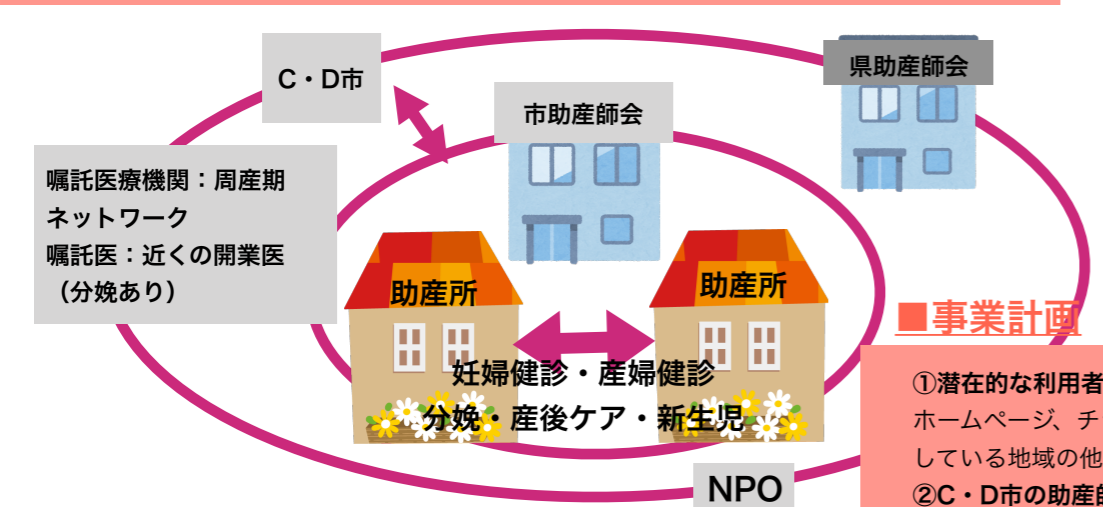 C・D市
県助産師会
市助産師会
嘱託医療機関：周産期
ネットワーク
嘱託医：近くの開業医
（分娩あり）
助産所
助産所
妊婦健診・産婦健診
分娩・産後ケア・新生児
NPO
■事業計画
①潜在的な利用者
ホームページ、チ
している地域の他
②C・D市の助産師